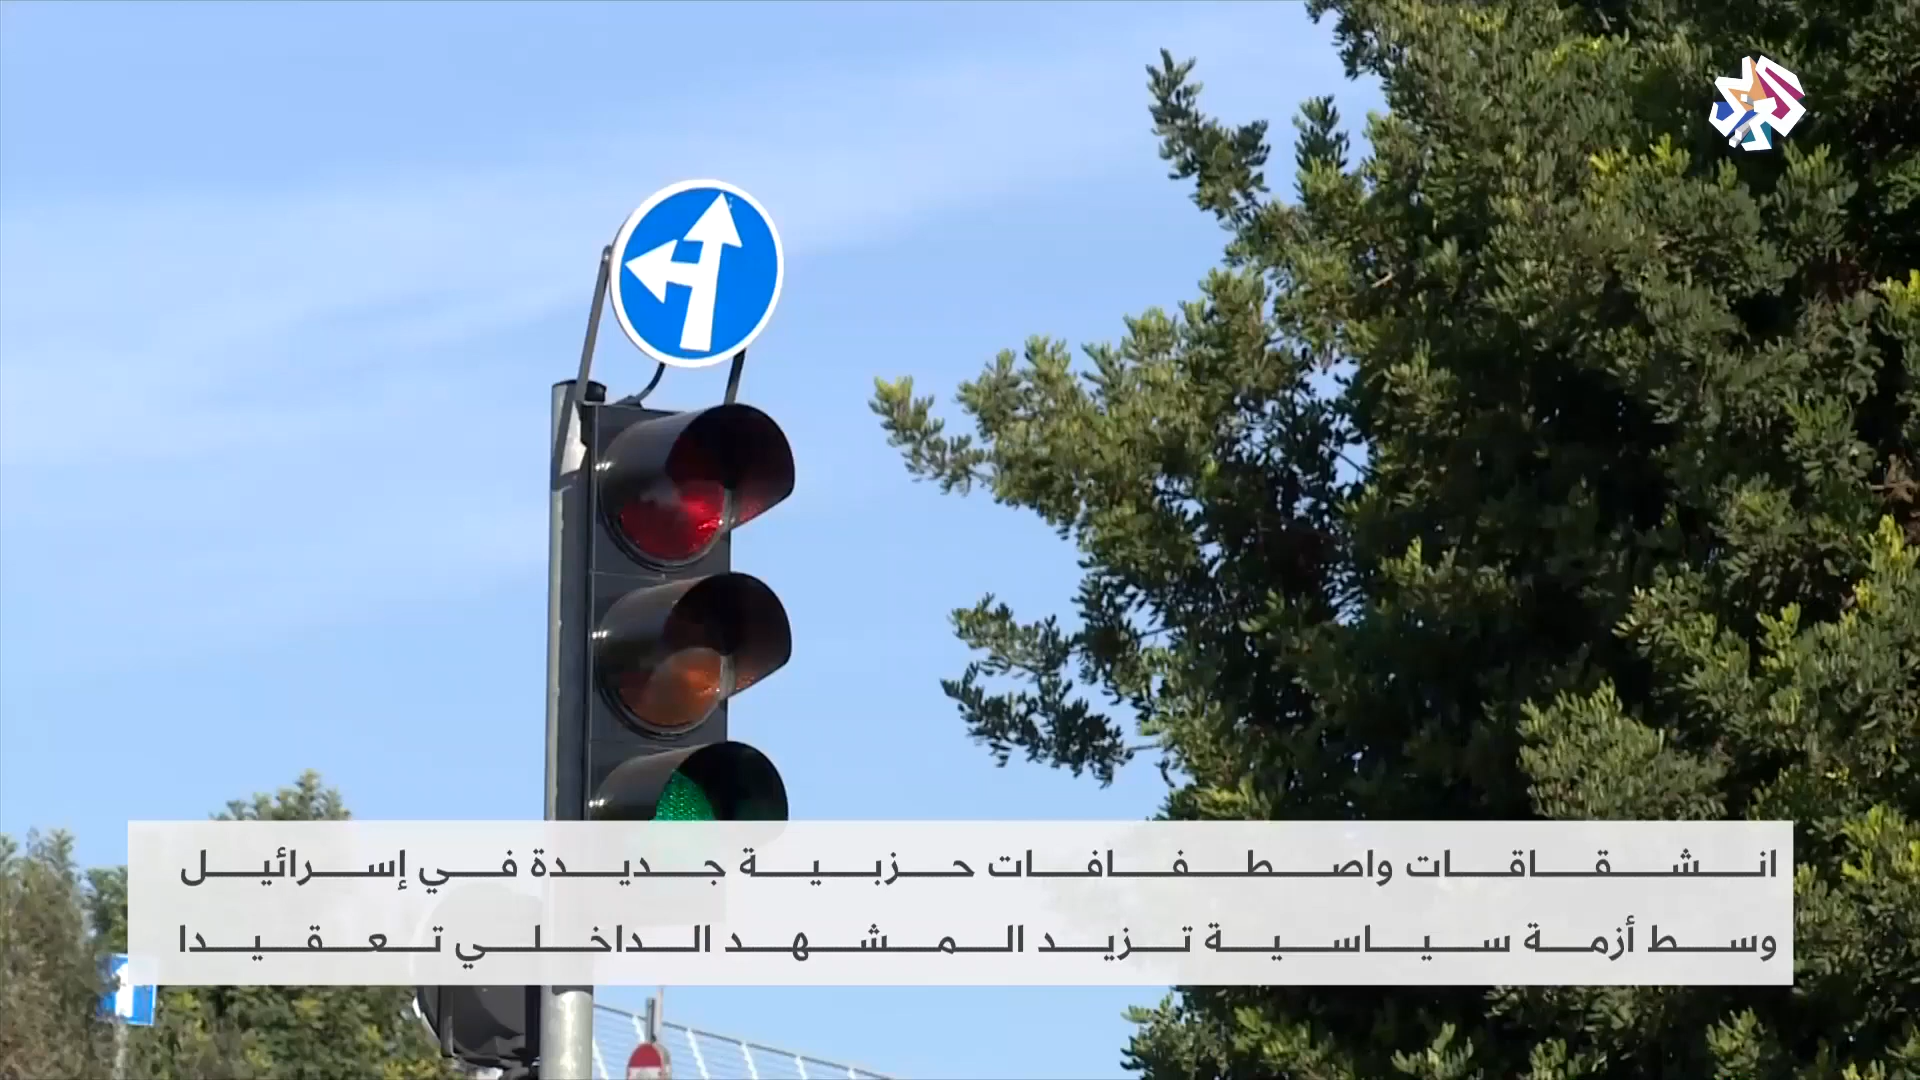 انشقاقات واصطفافات حزبية جديدة في إسرائيل
وسط أزمة سياسية تزيد المشهد الداخلي تعقيدا